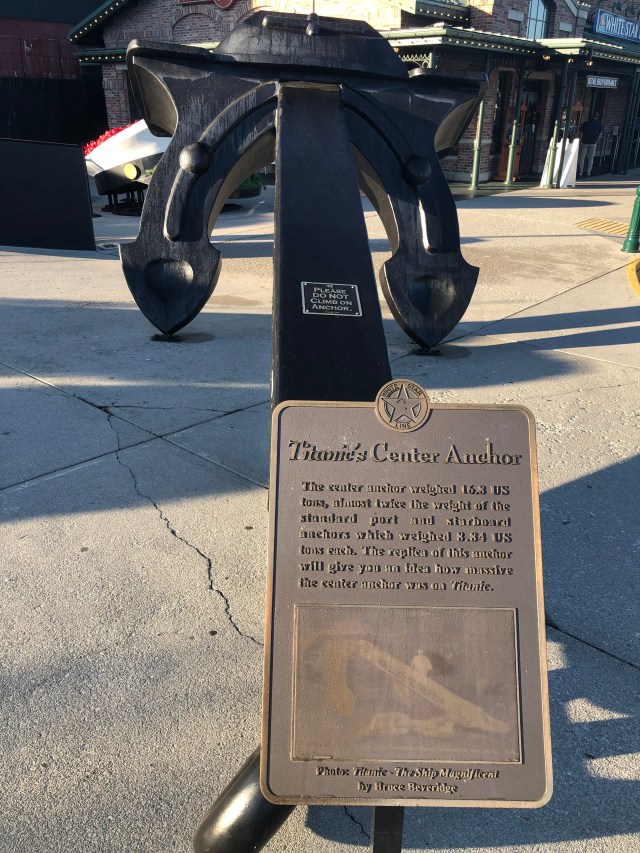 WHITE STAR
PLEASE
DO NOT
CLIMB ON
ANCHOR.
WHITE STAR
LINE
Titanic's Center Anchor
The center anchor weighed 16.3 US
tons, almost twice the weight of the
standard port and starboard
anchors which weighed 8.34 US
tons each. The replica of this anchor
will give you an idea how massive
the center anchor was on Titanic.
Photo: Titanic - The Ship Magnificent
by Bruce Beveridge